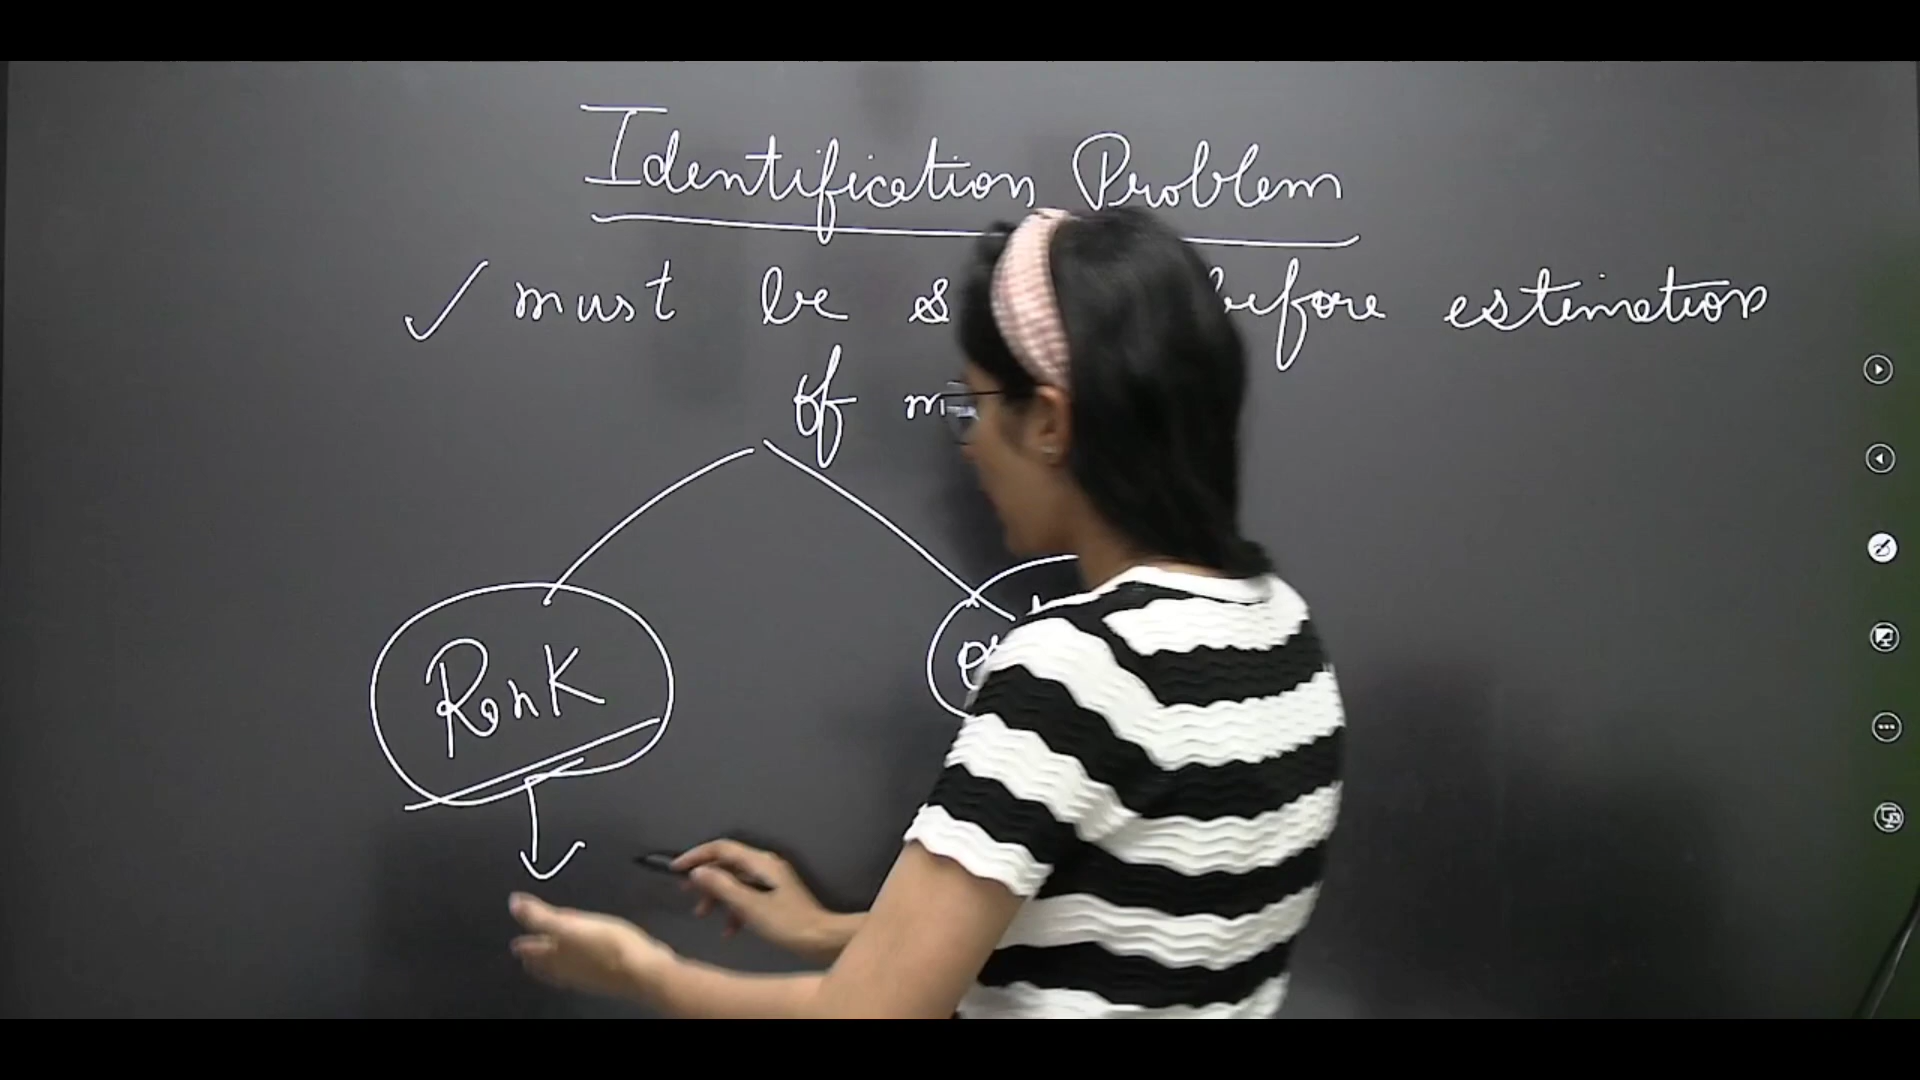 Identification Problem
✓ must be before estimation
of
Rank